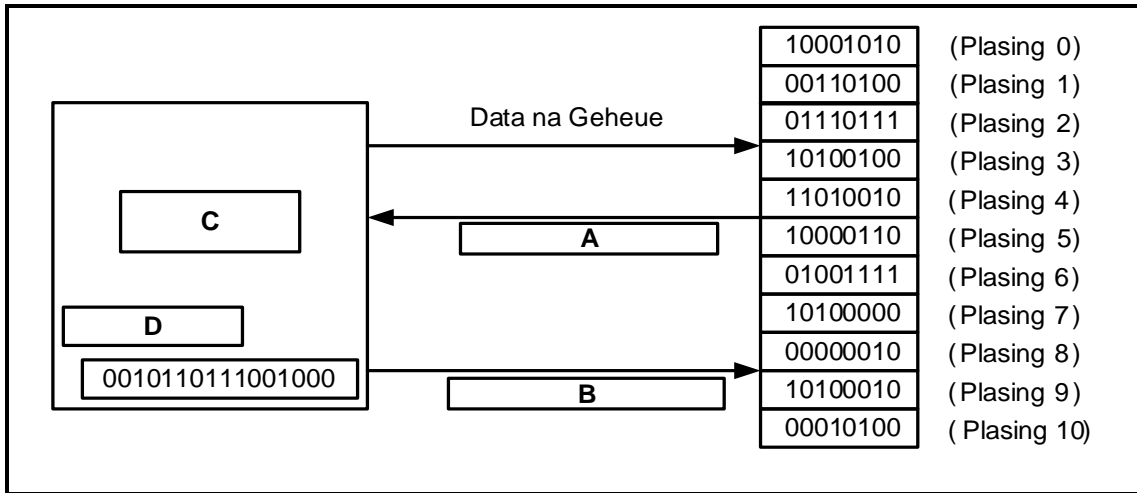 10001010 (Plasing 0)
00110100 (Plasing 1)
Data na Geheue
01110111 (Plasing 2)
10100100 (Plasing 3)
11010010 (Plasing 4)
C
A
10000110 (Plasing 5)
01001111 (Plasing 6)
D
10100000 (Plasing 7)
00000010 (Plasing 8)
0010110111001000
B
10100010 (Plasing 9)
00010100 (Plasing 10)